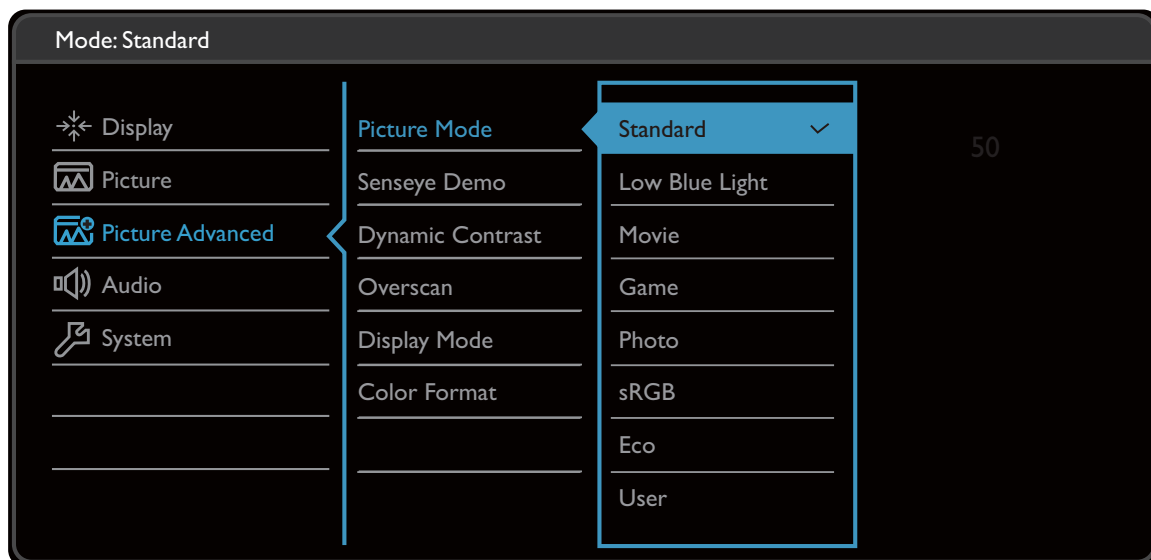 Mode: Standard
Display
Picture
Picture Advanced
Audio
System
Picture Mode
Senseye Demo
Dynamic Contrast
Overscan
Display Mode
Color Format
Standard
Low Blue Light
Movie
Game
Photo
sRGB
Eco
User
50